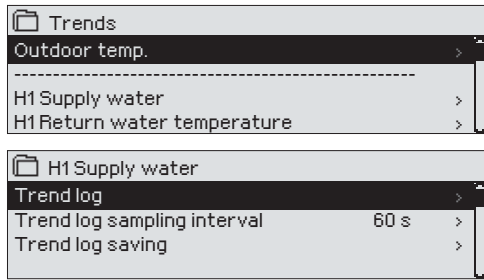 Trends
Outdoor temp. >
----------------------------------------------------
H1 Supply water >
H1 Return water temperature >
H1 Supply water
Trend log >
Trend log sampling interval 60 s >
Trend log saving >